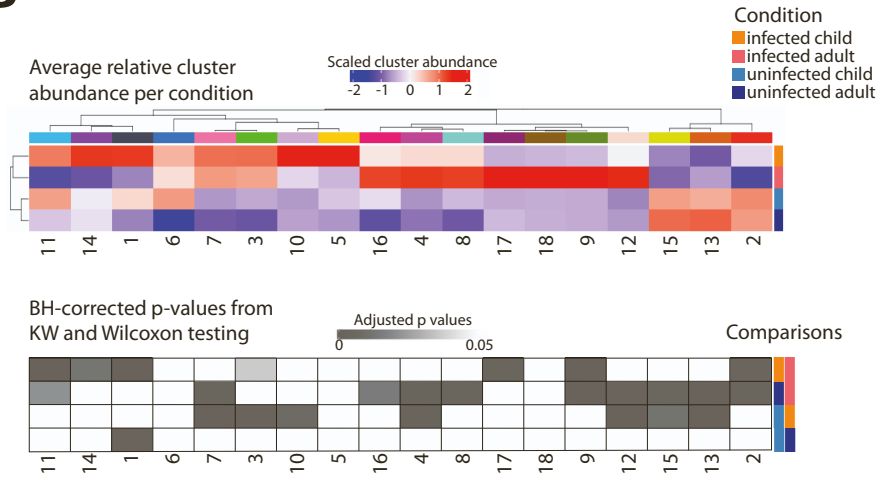 Condition
infected child
infected adult
uninfected child
uninfected adult
Average relative cluster
abundance per condition
Scaled cluster abundance
-2 -1 0 1 2
11 14 1 6 7 3 10 5 16 4 8 17 18 9 12 15 13 2
BH-corrected p-values from
KW and Wilcoxon testing
Adjusted p values
0 0.05
Comparisons
11 14 1 6 7 3 10 5 16 4 8 17 18 9 12 15 13 2